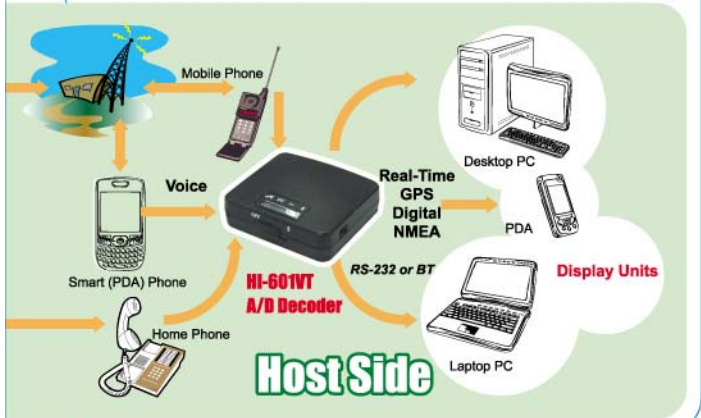 Mobile Phone
Voice
Smart (PDA) Phone
Home Phone
HI-601VT
A/D Decoder
Real-Time
GPS
Digital
NMEA
RS-232 or BT
Desktop PC
PDA
Display Units
Laptop PC
Host Side